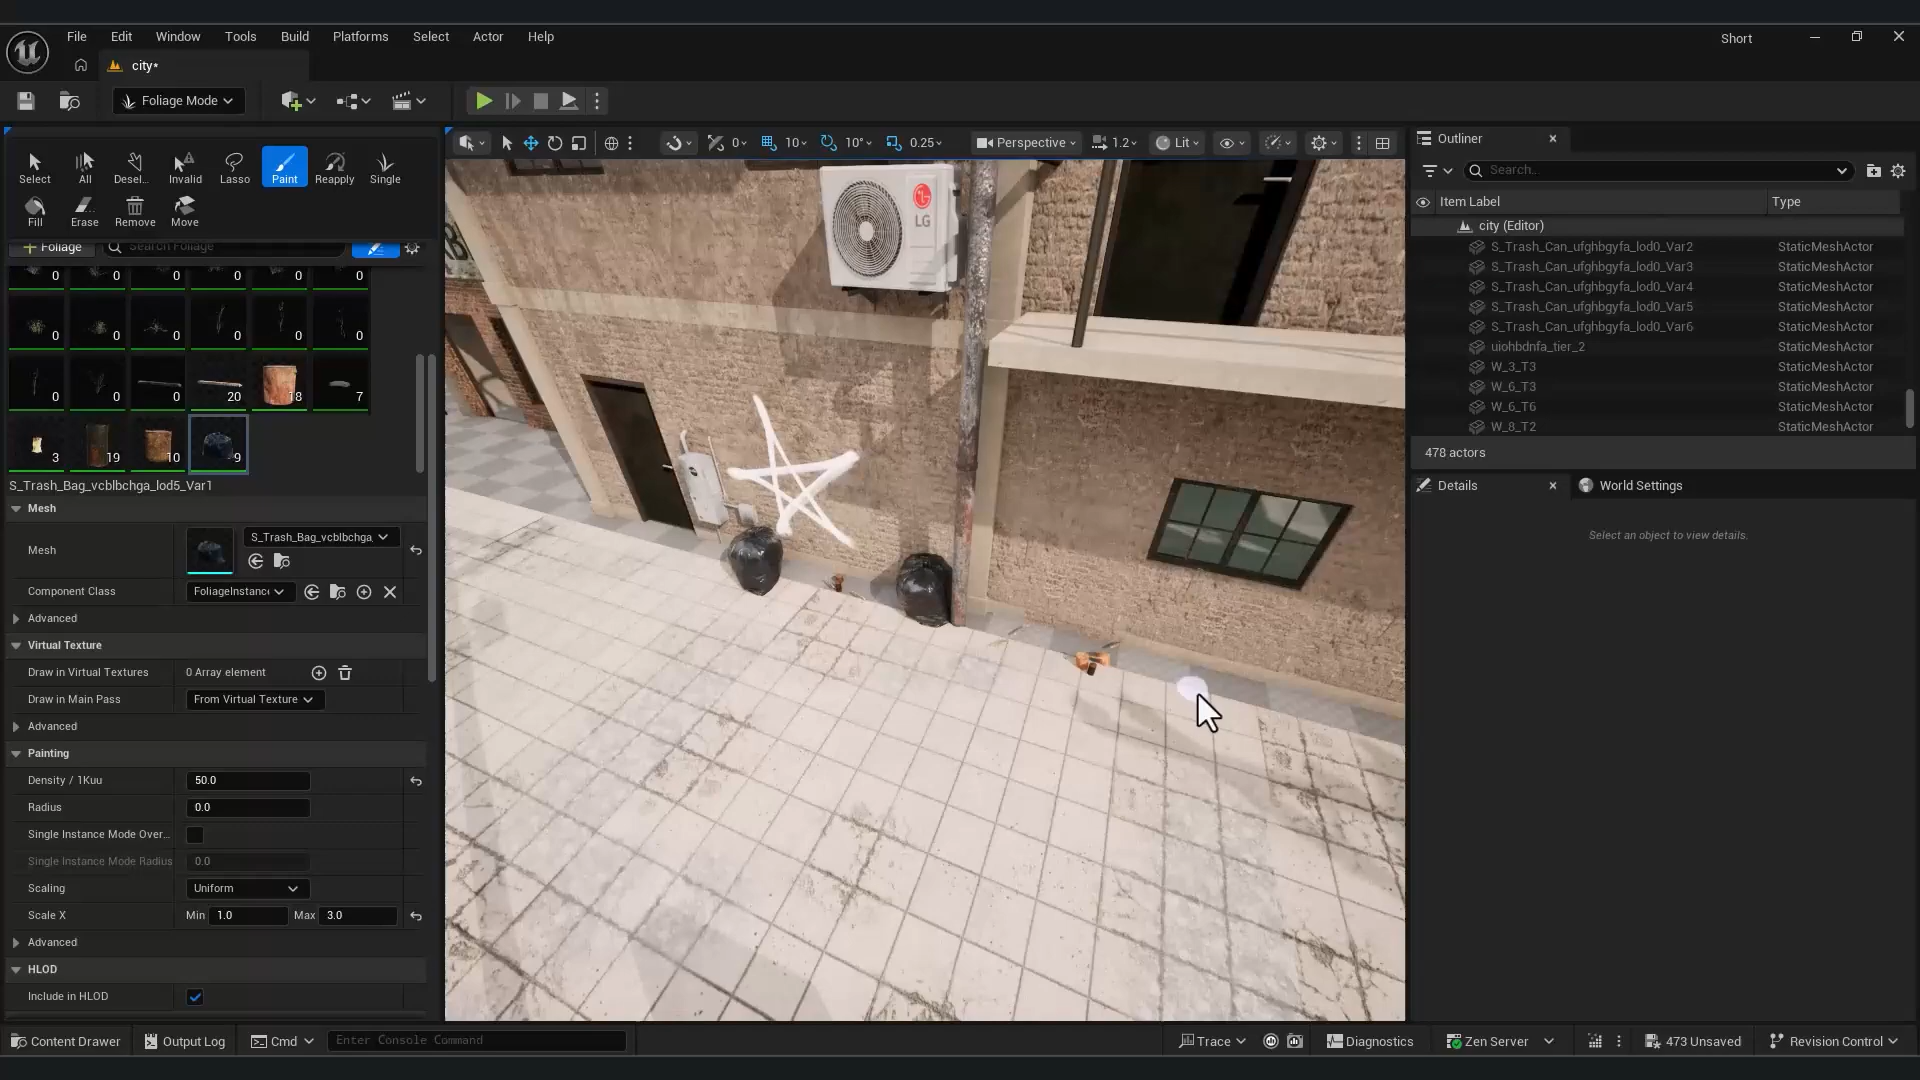 File Edit Window Tools Build Platforms Select Actor Help
Short
city*
Foliage Mode
Select All Desel... Invalid Lasso Paint Reapply Single
Fill Erase Remove Move
Foliage Search Foliage
0 0 0 0 0 0
0 0 0 0 0 0
0 0 0 20 18 7
3 19 10 9
S_Trash_Bag_vcblbchga_lod5_Var1
Mesh
Mesh S_Trash_Bag_vcblbchga_
Component Class FoliageInstanc
Advanced
Virtual Texture
Draw in Virtual Textures 0 Array element
Draw in Main Pass From Virtual Texture
Advanced
Painting
Density / 1Kuu 50.0
Radius 0.0
Single Instance Mode Over...
Single Instance Mode Radius 0.0
Scaling Uniform
Scale X Min 1.0 Max 3.0
Advanced
HLOD
Include in HLOD
0 10 10° 0.25 Perspective 1.2 Lit
LG
Outliner
Search...
Item Label Type
city (Editor)
S_Trash_Can_ufghbgyfa_lod0_Var2 StaticMeshActor
S_Trash_Can_ufghbgyfa_lod0_Var3 StaticMeshActor
S_Trash_Can_ufghbgyfa_lod0_Var4 StaticMeshActor
S_Trash_Can_ufghbgyfa_lod0_Var5 StaticMeshActor
S_Trash_Can_ufghbgyfa_lod0_Var6 StaticMeshActor
uiohbdnfa_tier_2 StaticMeshActor
W_3_T3 StaticMeshActor
W_6_T3 StaticMeshActor
W_6_T6 StaticMeshActor
W_8_T2 StaticMeshActor
478 actors
Details World Settings
Select an object to view details.
Content Drawer Output Log Cmd Enter Console Command Trace Diagnostics Zen Server 473 Unsaved Revision Control